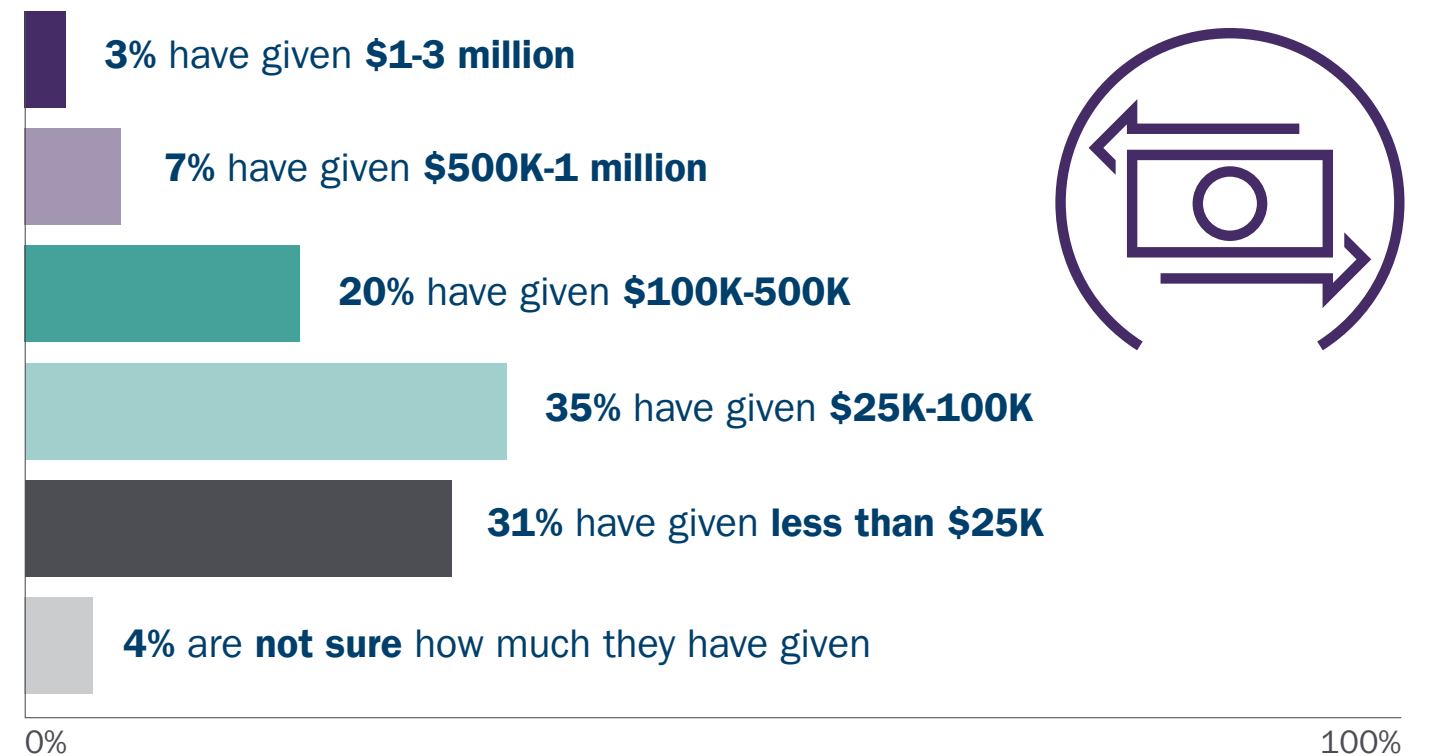 3% have given $1-3 million
7% have given $500K-1 million
20% have given $100K-500K
35% have given $25K-100K
31% have given less than $25K
4% are not sure how much they have given
0% 100%